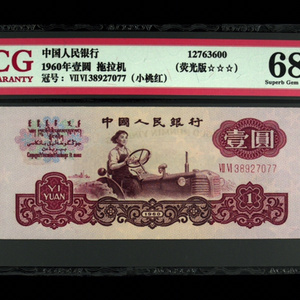 CG 中国人民银行 12763600 68
WARRANTY 1960年壹圆 拖拉机 (荧光版☆☆☆) Superb Gem
冠号：VII VI 38927077 (小桃红)
中国人民银行 壹圆
VII VI 38927077
YI
YUAN
1960
1